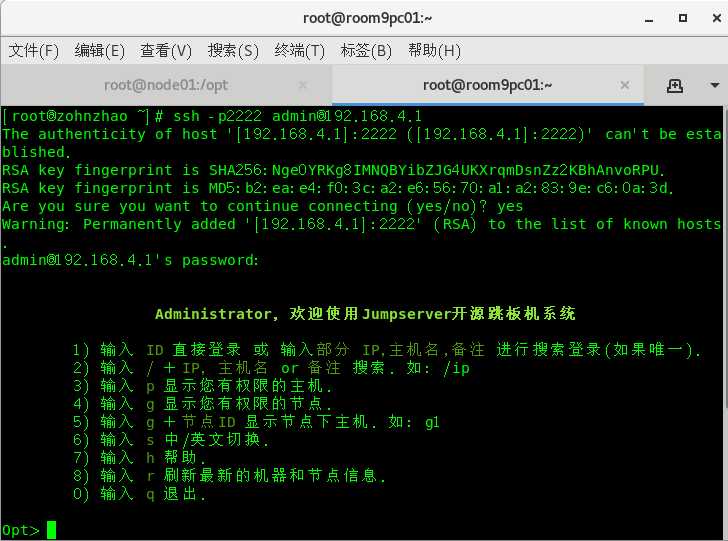 root@room9pc01:~
文件(F) 编辑(E) 查看(V) 搜索(S) 终端(T) 标签(B) 帮助(H)
root@node01:/opt × root@room9pc01:~ ×
[root@zohnzhao ~]# ssh -p2222 admin@192.168.4.1
The authenticity of host '[192.168.4.1]:2222 ([192.168.4.1]:2222)' can't be esta
blished.
RSA key fingerprint is SHA256:NgeOYRKg8IMNQBYibZJG4UKXrqmDsnZz2KBhAnvoRPU.
RSA key fingerprint is MD5:b2:ea:e4:f0:3c:a2:e6:56:70:a1:a2:83:9e:c6:0a:3d.
Are you sure you want to continue connecting (yes/no)? yes
Warning: Permanently added '[192.168.4.1]:2222' (RSA) to the list of known hosts
.
admin@192.168.4.1's password:
Administrator, 欢迎使用Jumpserver开源跳板机系统
1) 输入 ID 直接登录 或 输入部分 IP,主机名,备注 进行搜索登录(如果唯一).
2) 输入 / + IP, 主机名 or 备注 搜索. 如: /ip
3) 输入 p 显示您有权限的主机.
4) 输入 g 显示您有权限的节点.
5) 输入 g + 节点ID 显示节点下主机. 如: g1
6) 输入 s 中/英文切换.
7) 输入 h 帮助.
8) 输入 r 刷新最新的机器和节点信息.
0) 输入 q 退出.
Opt>